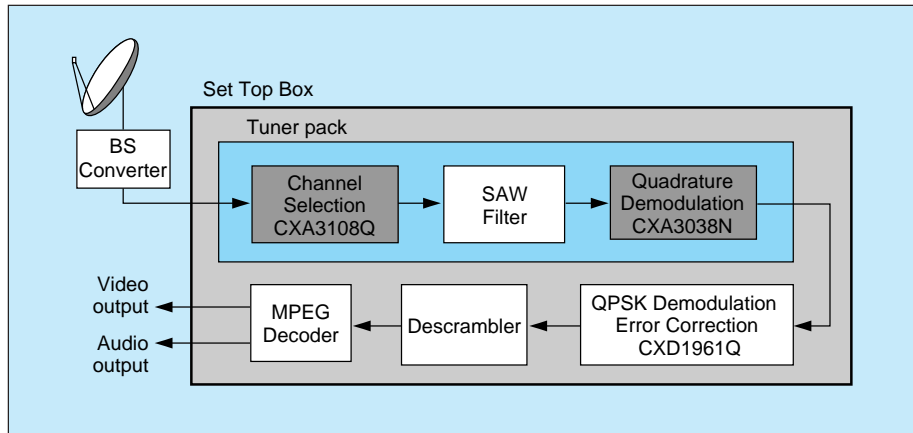 Set Top Box
Tuner pack
BS
Converter
Channel
Selection
CXA3108Q
SAW
Filter
Quadrature
Demodulation
CXA3038N
Video
output
Audio
output
MPEG
Decoder
Descrambler
QPSK Demodulation
Error Correction
CXD1961Q